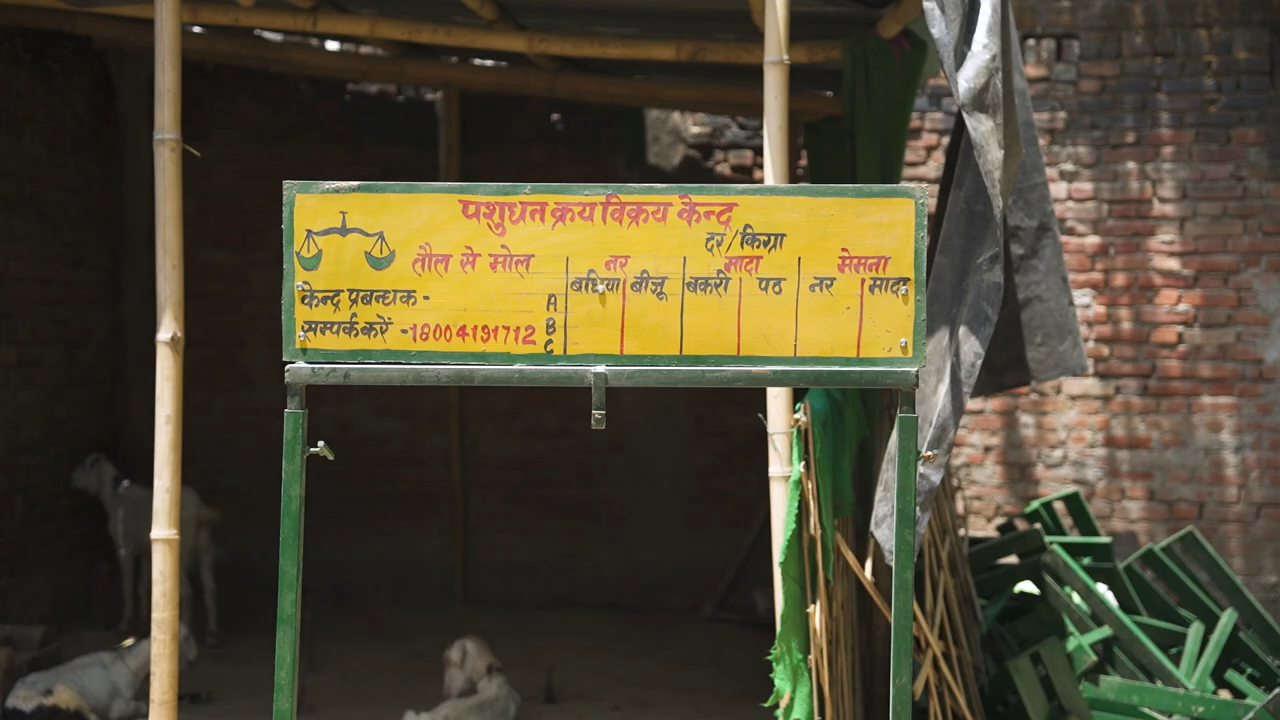 पशुधन क्रय विक्रय केन्द्र
दर/किग्रा
तौल से मोल नर मादा मेमना
केन्द्र प्रबन्धक - बधिया बीजू बकरी पठ नर मादा
A
सम्पर्क करें -18004191712 B
C